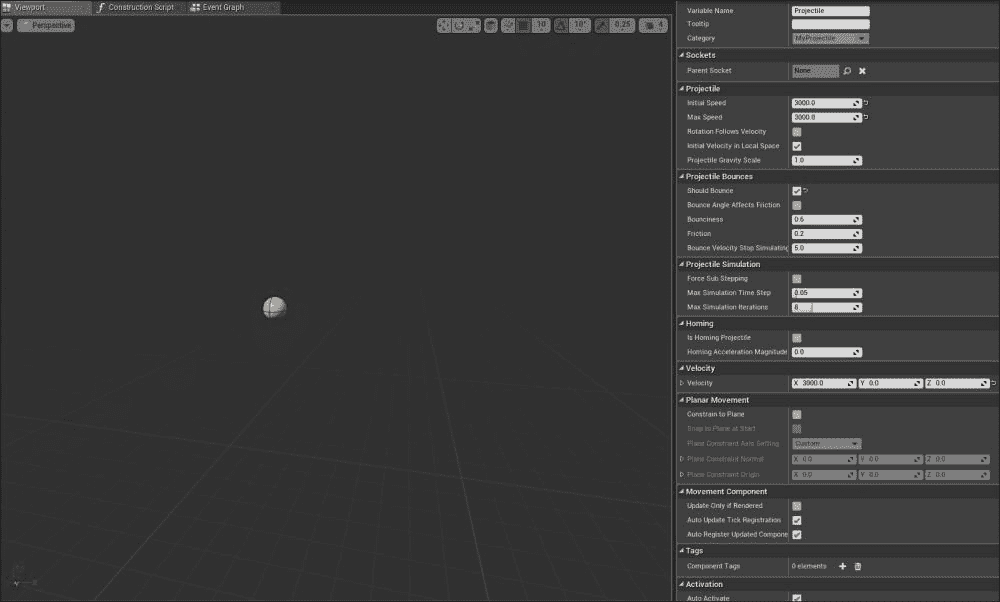 Viewport Construction Script Event Graph
Perspective 10 10° 0.25 4
Variable Name Projectile
Tooltip
Category MyProjectile
Sockets
Parent Socket None
Projectile
Initial Speed 3000.0
Max Speed 3000.0
Rotation Follows Velocity
Initial Velocity in Local Space
Projectile Gravity Scale 1.0
Projectile Bounces
Should Bounce
Bounce Angle Affects Friction
Bounciness 0.6
Friction 0.2
Bounce Velocity Stop Simulating 5.0
Projectile Simulation
Force Sub Stepping
Max Simulation Time Step 0.05
Max Simulation Iterations 8
Homing
Is Homing Projectile
Homing Acceleration Magnitude 0.0
Velocity
Velocity X 3000.0 Y 0.0 Z 0.0
Planar Movement
Constrain to Plane
Snap to Plane at Start
Plane Constraint Axis Setting Custom
Plane Constraint Normal X 0.0 Y 0.0 Z 0.0
Plane Constraint Origin X 0.0 Y 0.0 Z 0.0
Movement Component
Update Only if Rendered
Auto Update Tick Registration
Auto Register Updated Compone
Tags
Component Tags 0 elements
Activation
Auto Activate